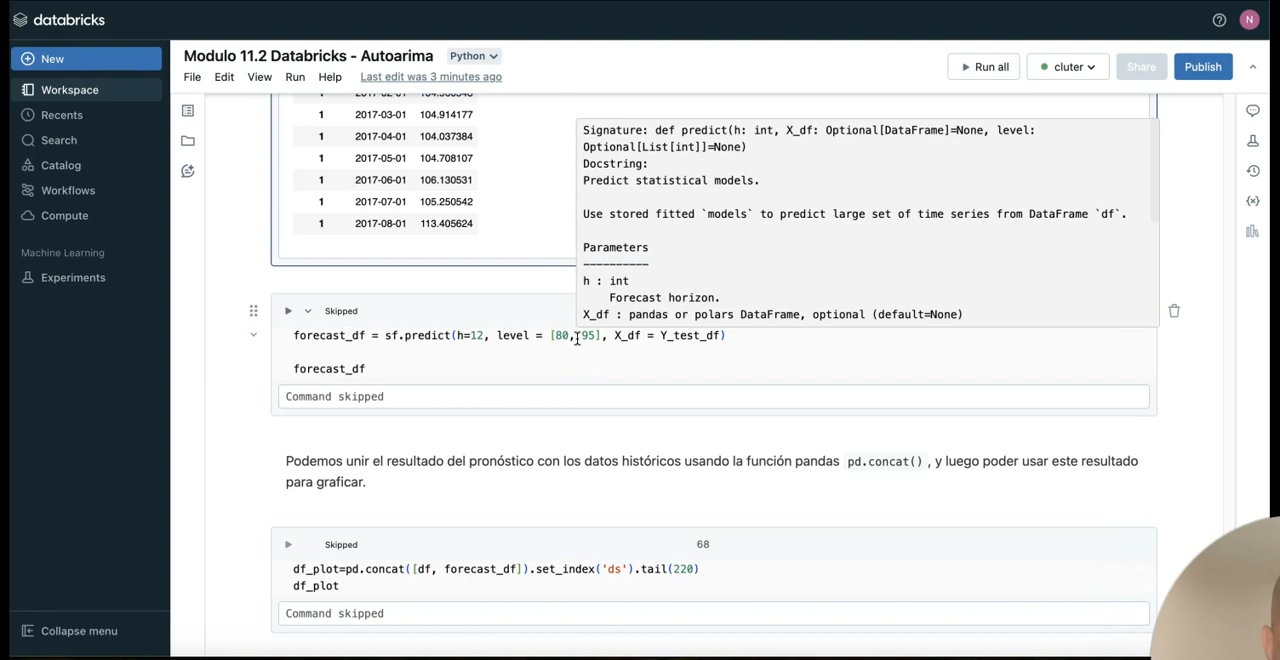 databricks
N
New
Workspace
Recents
Search
Catalog
Workflows
Compute
Machine Learning
Experiments
Collapse menu
Modulo 11.2 Databricks - Autoarima
Python
File Edit View Run Help Last edit was 3 minutes ago
Run all
cluter
Share
Publish
1 2017-03-01 104.914177
1 2017-04-01 104.037384
1 2017-05-01 104.708107
1 2017-06-01 106.130531
1 2017-07-01 105.250542
1 2017-08-01 113.405624
Signature: def predict(h: int, X_df: Optional[DataFrame]=None, level:
Optional[List[int]]=None)
Docstring:
Predict statistical models.
Use stored fitted `models` to predict large set of time series from DataFrame `df`.
Parameters
----------
h : int
Forecast horizon.
X_df : pandas or polars DataFrame, optional (default=None)
Skipped
forecast_df = sf.predict(h=12, level = [80, 95], X_df = Y_test_df)
forecast_df
Command skipped
Podemos unir el resultado del pronóstico con los datos históricos usando la función pandas pd.concat(), y luego poder usar este resultado
para graficar.
Skipped
68
df_plot=pd.concat([df, forecast_df]).set_index('ds').tail(220)
df_plot
Command skipped